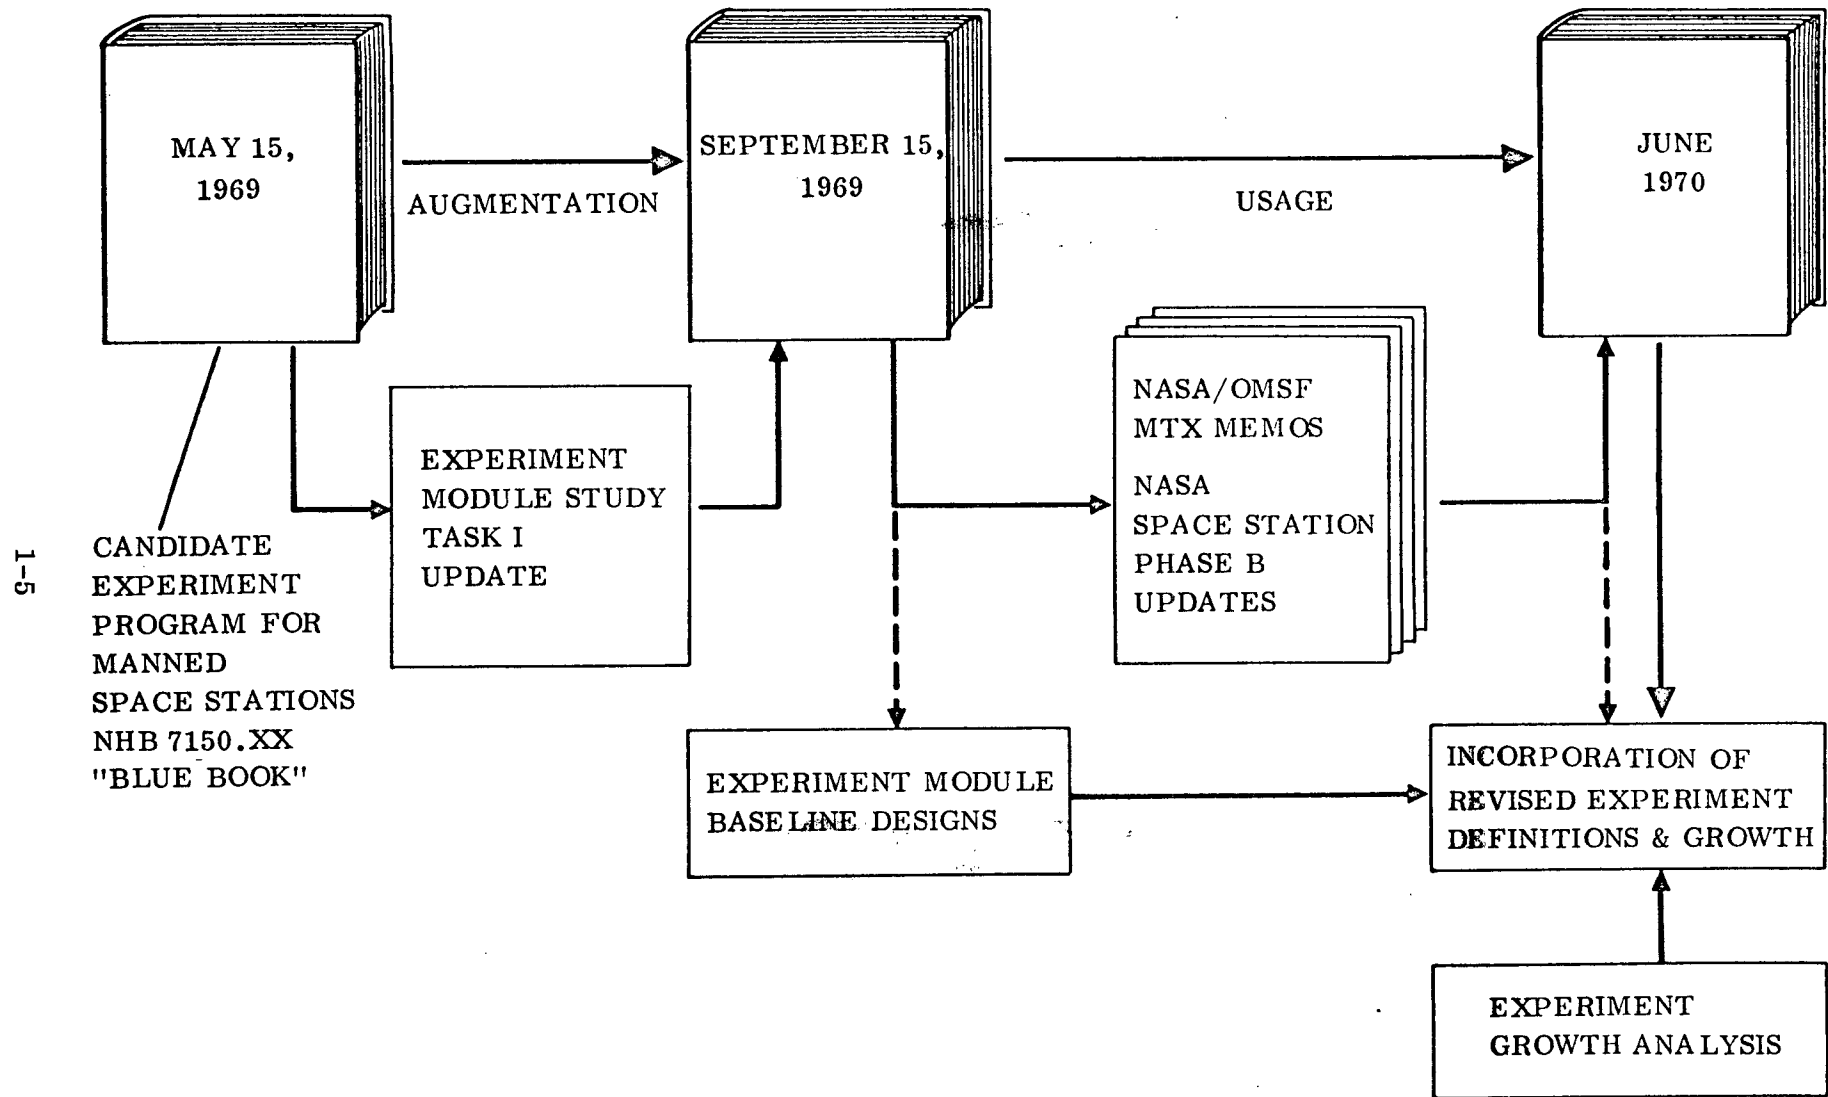 MAY 15,
1969
AUGMENTATION
SEPTEMBER 15,
1969
USAGE
JUNE
1970
EXPERIMENT
MODULE STUDY
TASK I
UPDATE
NASA/OMSF
MTX MEMOS
NASA
SPACE STATION
PHASE B
UPDATES
CANDIDATE
EXPERIMENT
PROGRAM FOR
MANNED
SPACE STATIONS
NHB 7150.XX
"BLUE BOOK"
EXPERIMENT MODULE
BASELINE DESIGNS
INCORPORATION OF
REVISED EXPERIMENT
DEFINITIONS & GROWTH
EXPERIMENT
GROWTH ANALYSIS
1-5